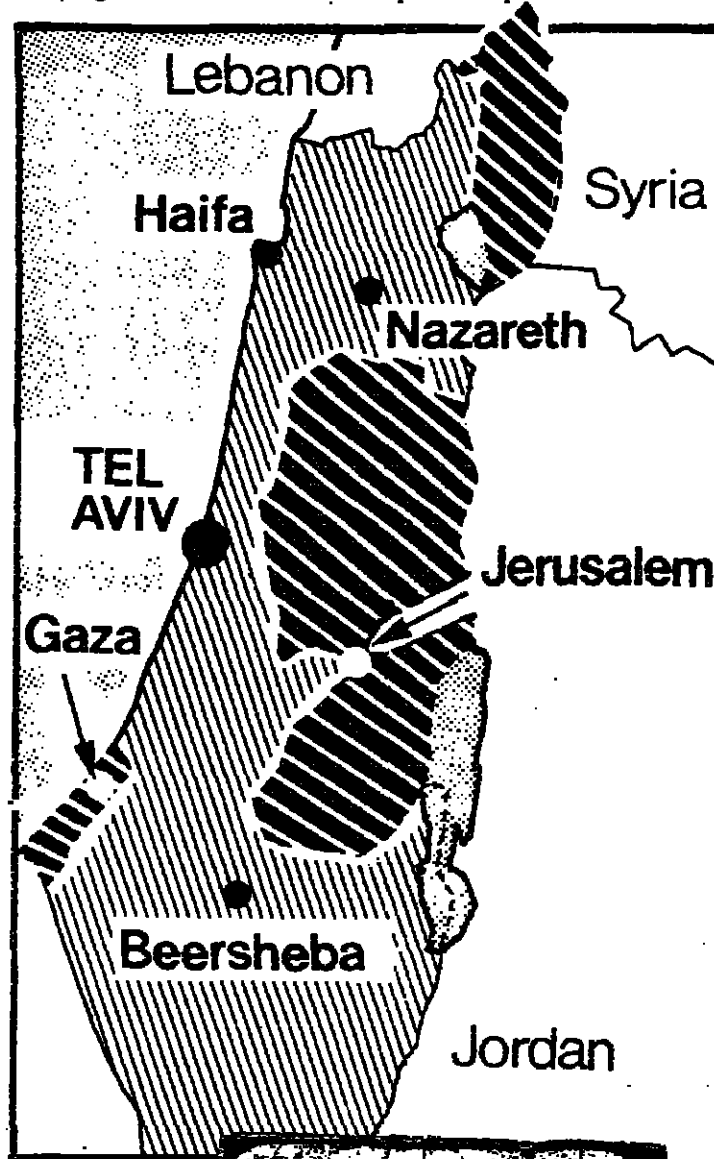 Lebanon
Syria
Haifa
Nazareth
TEL
AVIV
Jerusalem
Gaza
Beersheba
Jordan